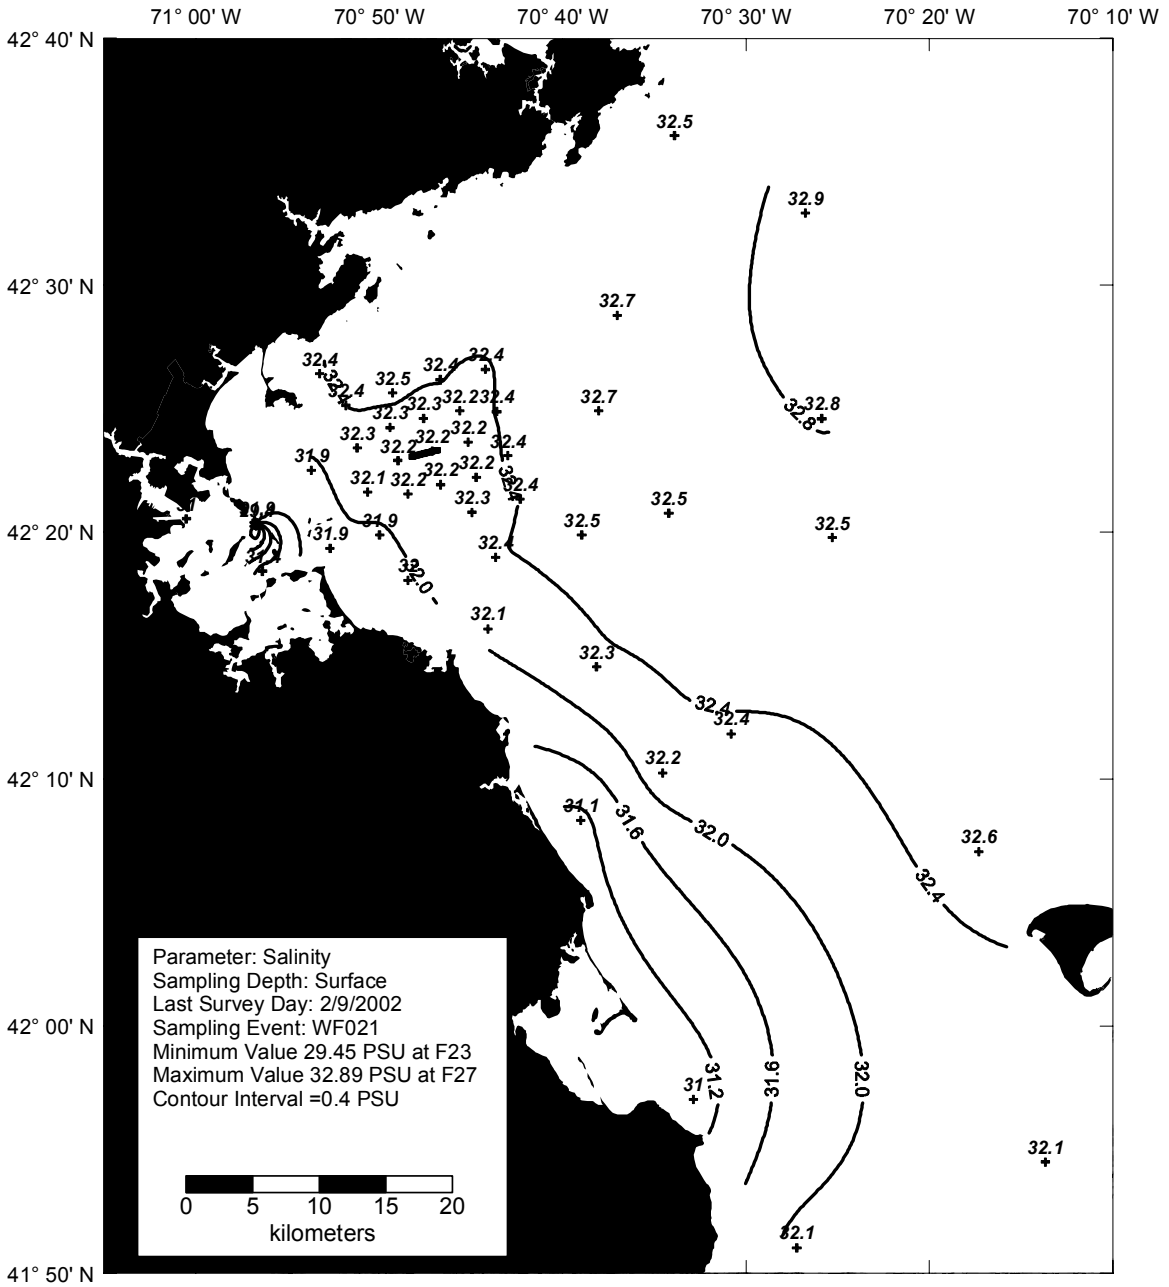 71° 00' W 70° 50' W 70° 40' W 70° 30' W 70° 20' W 70° 10' W
42° 40' N
32.5
32.9
42° 30' N
32.7
32.4
32.4 32.4
32.5
32.4
32.2 32.4 32.7
32.3
32.8
32.8
32.3
32.2
32.3 32.2
32.4
32.2
31.9
32.2 32.2
32.4
32.1 32.2
32.4
32.3
32.5
42° 20' N
31.9
31.9
32.5
32.5
32.4
32.0
32.1
32.3
32.4
32.4
32.2
42° 10' N
31.1
31.6
32.0
32.6
32.4
Parameter: Salinity
Sampling Depth: Surface
Last Survey Day: 2/9/2002
Sampling Event: WF021
Minimum Value 29.45 PSU at F23
Maximum Value 32.89 PSU at F27
Contour Interval =0.4 PSU
42° 00' N
31
31.2
31.6
32.0
32.1
0 5 10 15 20
kilometers
32.1
41° 50' N